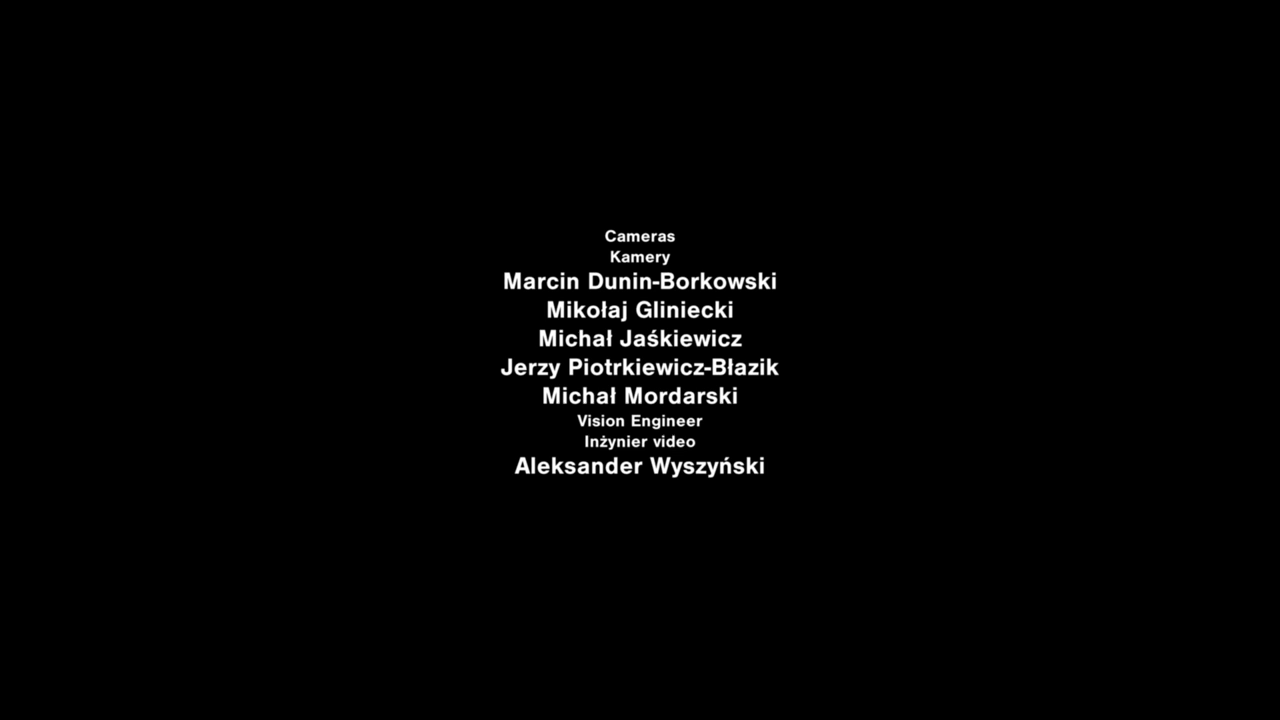 Cameras
Kamery
Marcin Dunin-Borkowski
Mikołaj Gliniecki
Michał Jaśkiewicz
Jerzy Piotrkiewicz-Błazik
Michał Mordarski
Vision Engineer
Inżynier video
Aleksander Wyszyński